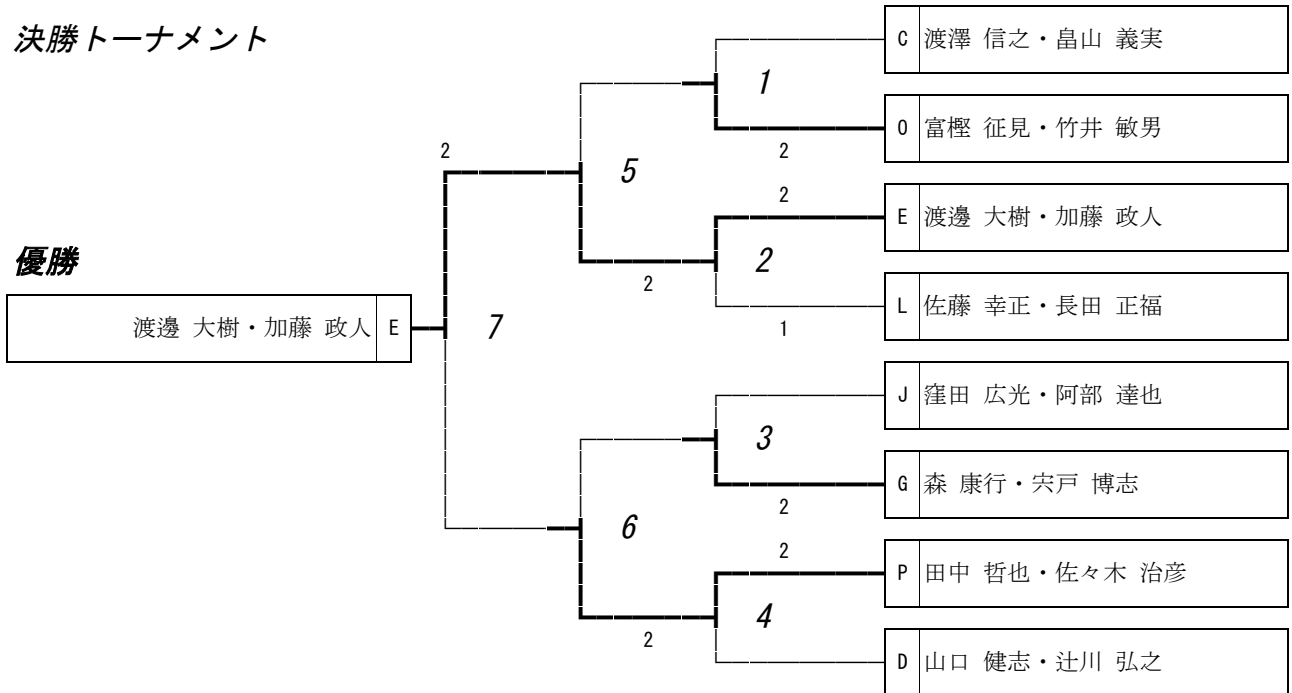 決勝トーナメント
C 渡澤 信之・畠山 義実
1
O 富樫 征見・竹井 敏男
2
2
5
2
E 渡邊 大樹・加藤 政人
優勝
2
2
L 佐藤 幸正・長田 正福
渡邊 大樹・加藤 政人 E
7
1
J 窪田 広光・阿部 達也
3
G 森 康行・宍戸 博志
2
6
2
P 田中 哲也・佐々木 治彦
4
2
D 山口 健志・辻川 弘之